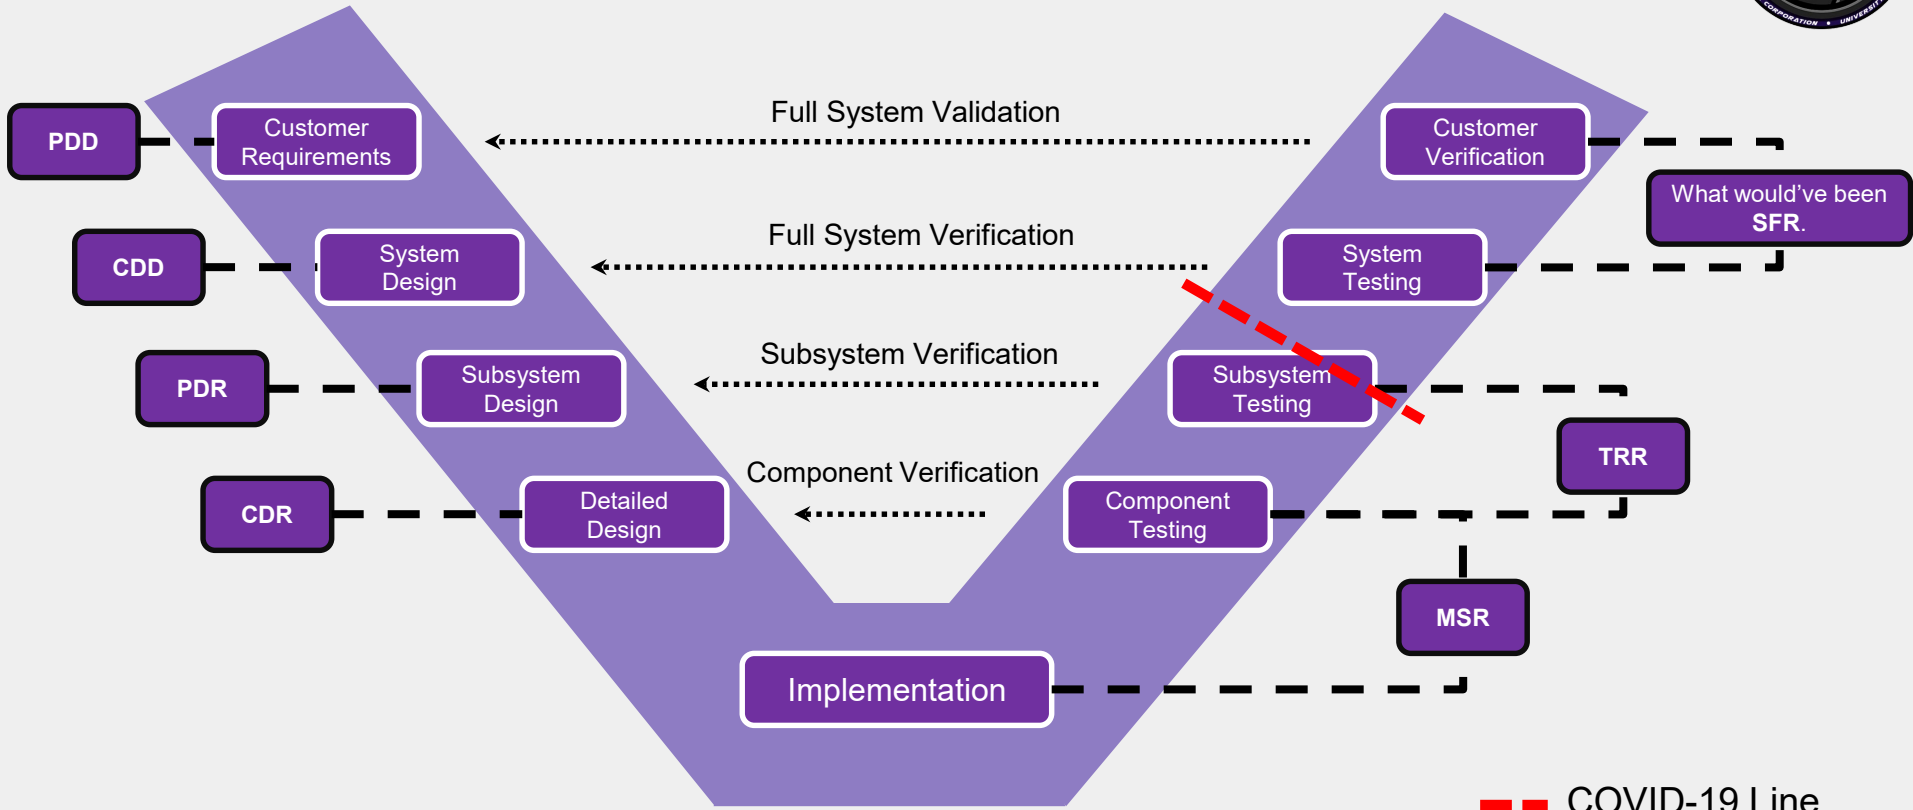 CORPORATION • UNIVERSIT
PDD
Customer
Requirements
Full System Validation
Customer
Verification
What would've been
SFR.
CDD
System
Design
Full System Verification
System
Testing
PDR
Subsystem
Design
Subsystem Verification
Subsystem
Testing
TRR
CDR
Detailed
Design
Component Verification
Component
Testing
MSR
Implementation
COVID-19 Line